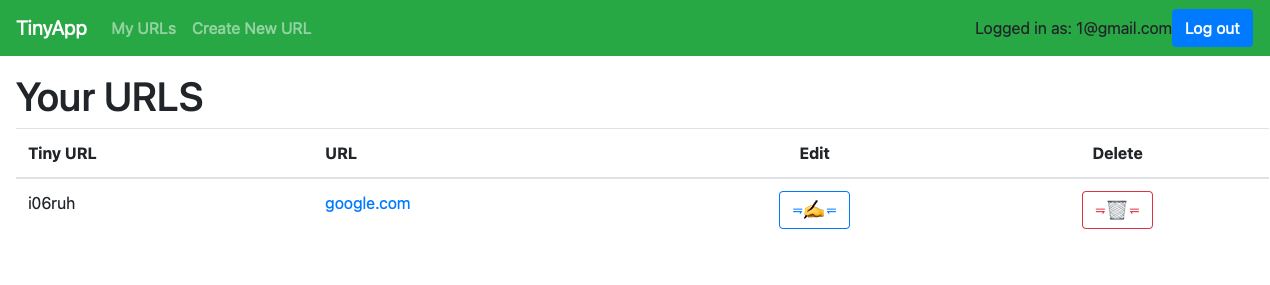 TinyApp My URLs Create New URL Logged in as: 1@gmail.com Log out
Your URLS
Tiny URL URL Edit Delete
i06ruh google.com ⥬✍️⥫ ⥬🗑️⥫